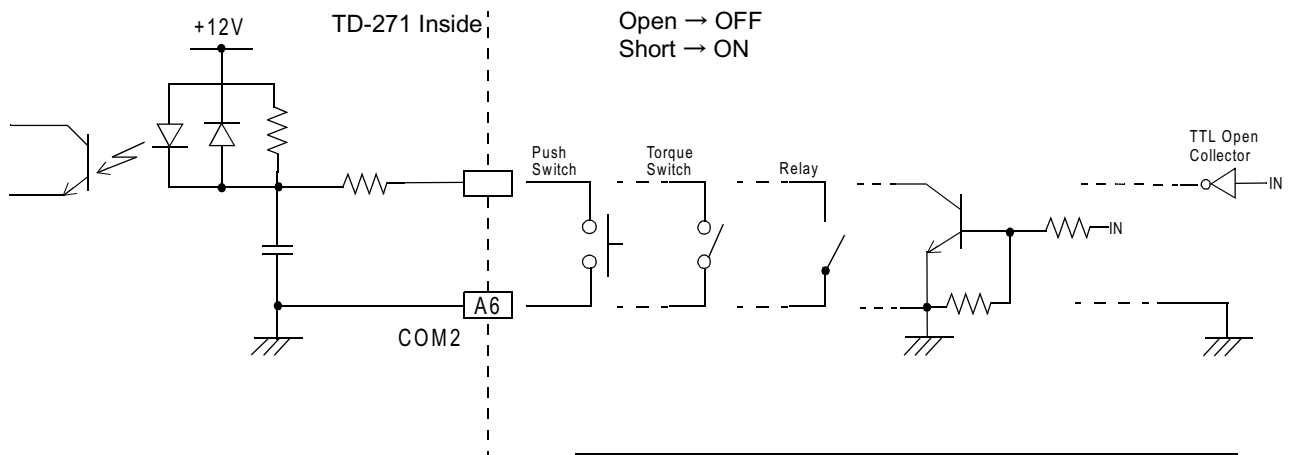 +12V
TD-271 Inside
Open → OFF
Short → ON
Push
Switch
Torque
Switch
Relay
TTL Open
Collector
IN
IN
A6
COM2